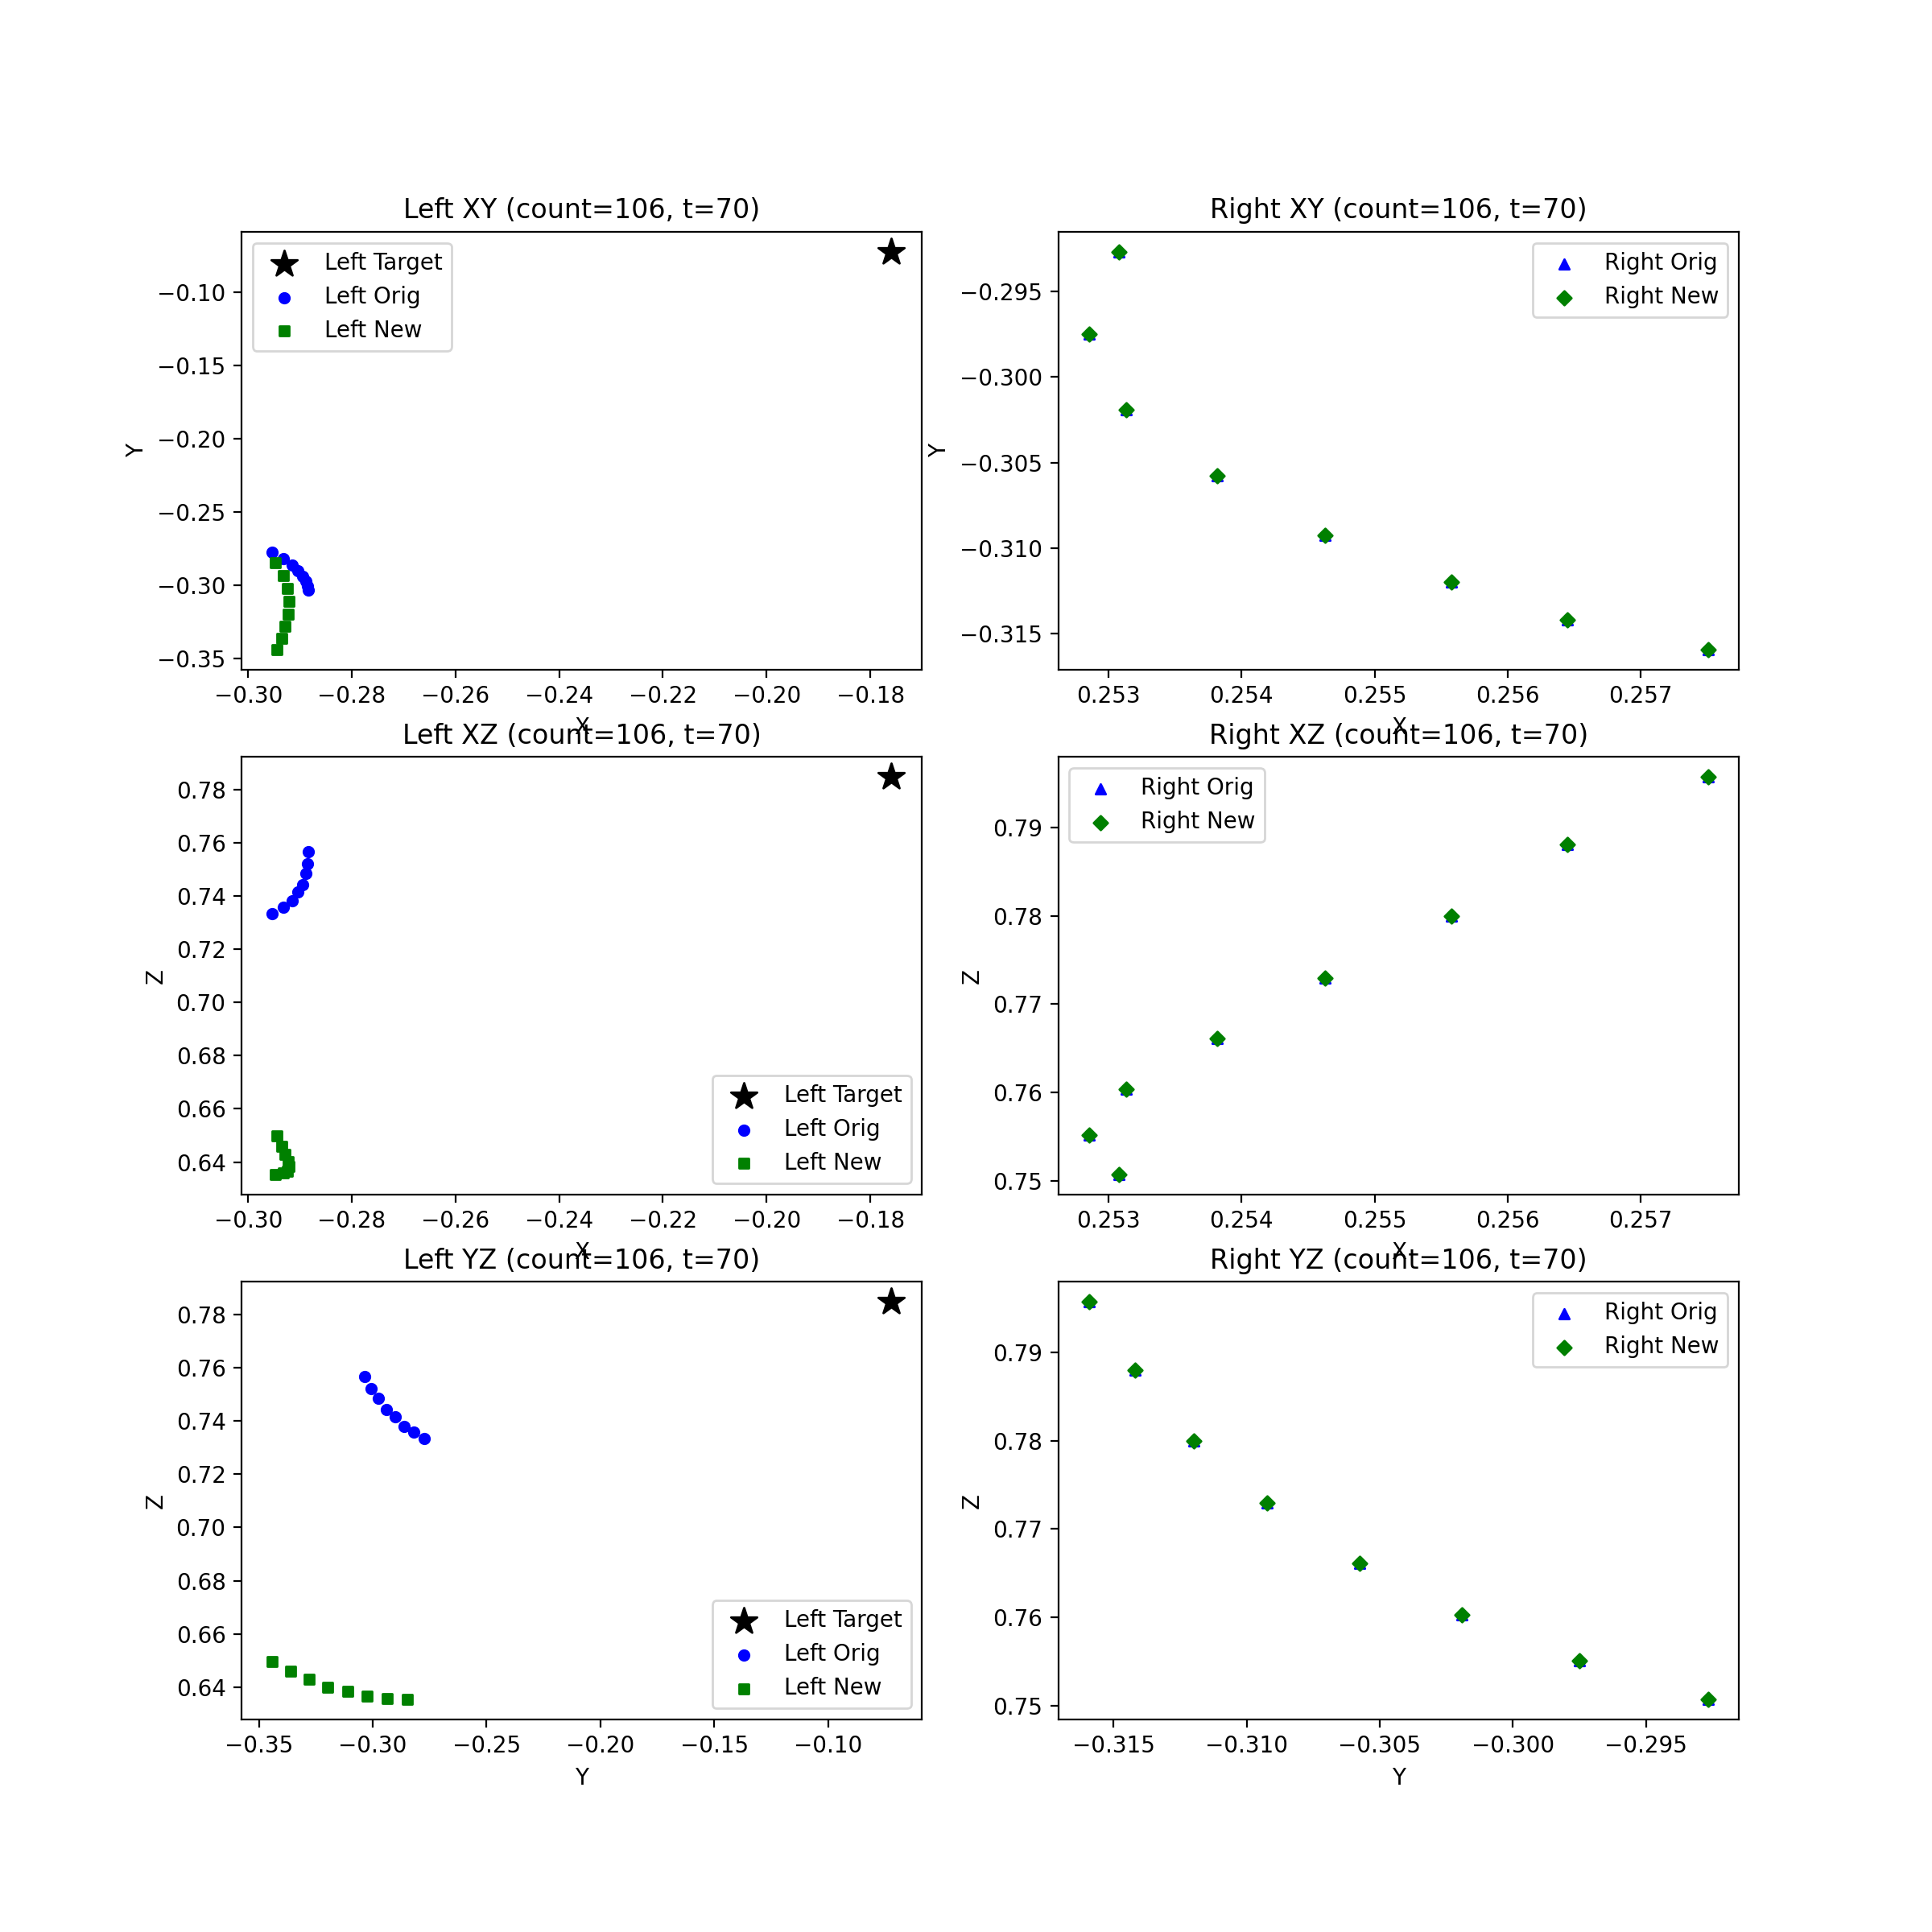 Left XY (count=106, t=70)
Left Target
Left Orig
Left New
−0.10
−0.15
−0.20
−0.25
−0.30
−0.35
Y
−0.30
−0.28
−0.26
−0.24
−0.22
−0.20
−0.18
X
Right XY (count=106, t=70)
Right Orig
Right New
−0.295
−0.300
−0.305
−0.310
−0.315
Y
0.253
0.254
0.255
0.256
0.257
X
Left XZ (count=106, t=70)
0.78
0.76
0.74
0.72
0.70
0.68
0.66
0.64
Z
Left Target
Left Orig
Left New
−0.30
−0.28
−0.26
−0.24
−0.22
−0.20
−0.18
X
Right XZ (count=106, t=70)
Right Orig
Right New
0.79
0.78
0.77
0.76
0.75
Z
0.253
0.254
0.255
0.256
0.257
X
Left YZ (count=106, t=70)
0.78
0.76
0.74
0.72
0.70
0.68
0.66
0.64
Z
Left Target
Left Orig
Left New
−0.35
−0.30
−0.25
−0.20
−0.15
−0.10
Y
Right YZ (count=106, t=70)
Right Orig
Right New
0.79
0.78
0.77
0.76
0.75
Z
−0.315
−0.310
−0.305
−0.300
−0.295
Y